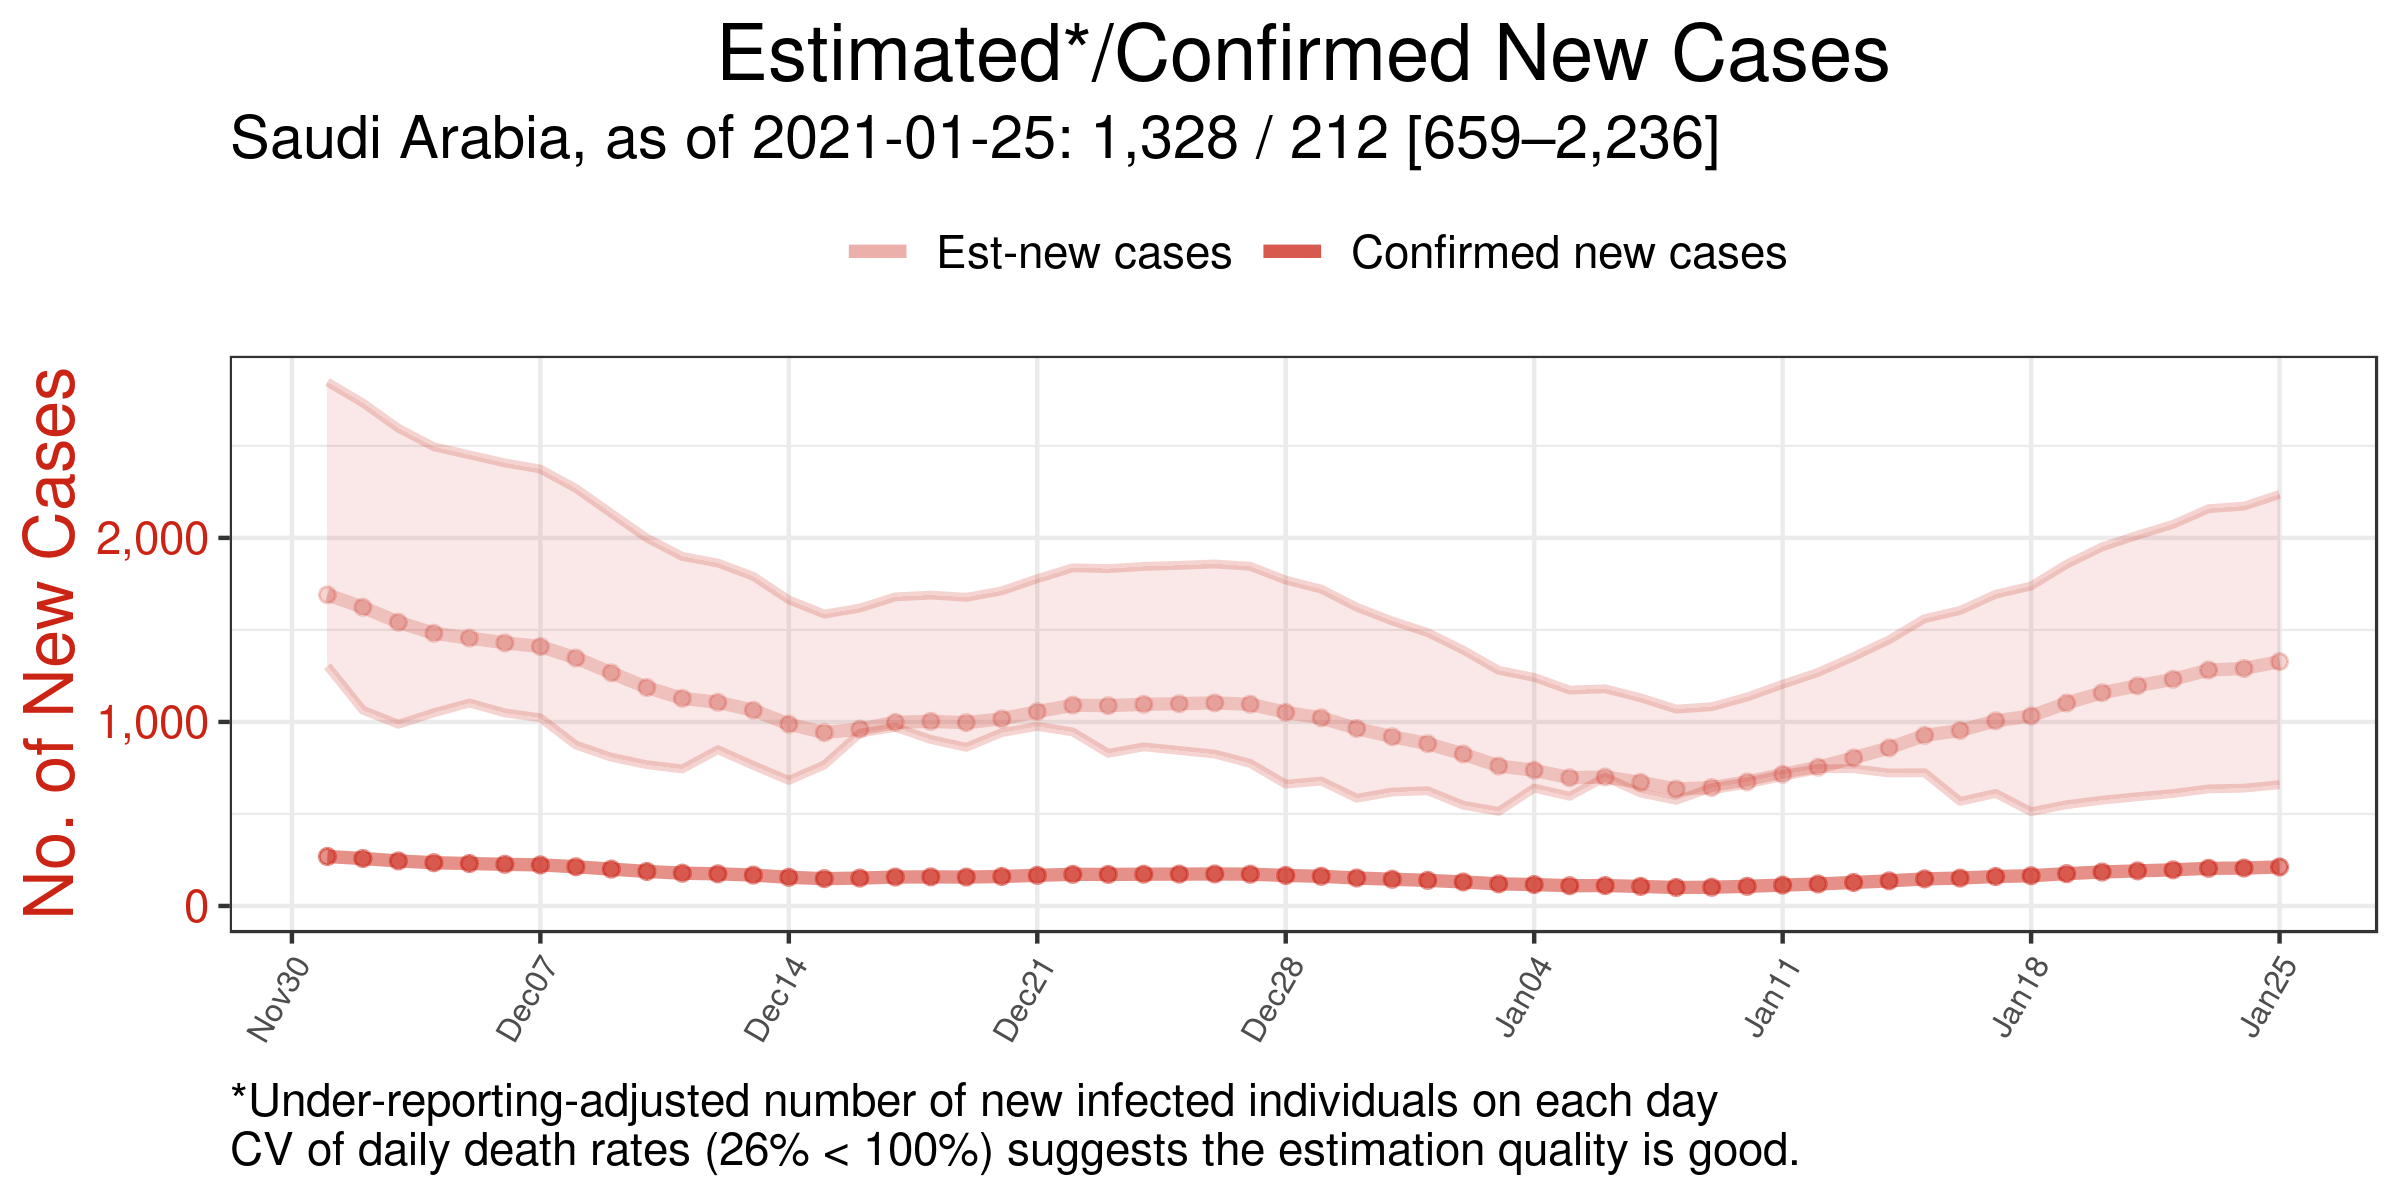 Estimated*/Confirmed New Cases
Saudi Arabia, as of 2021-01-25: 1,328 / 212 [659–2,236]
Est-new cases
Confirmed new cases
No. of New Cases
2,000
1,000
0
Nov30
Dec07
Dec14
Dec21
Dec28
Jan04
Jan11
Jan18
Jan25
*Under-reporting-adjusted number of new infected individuals on each day
CV of daily death rates (26% < 100%) suggests the estimation quality is good.